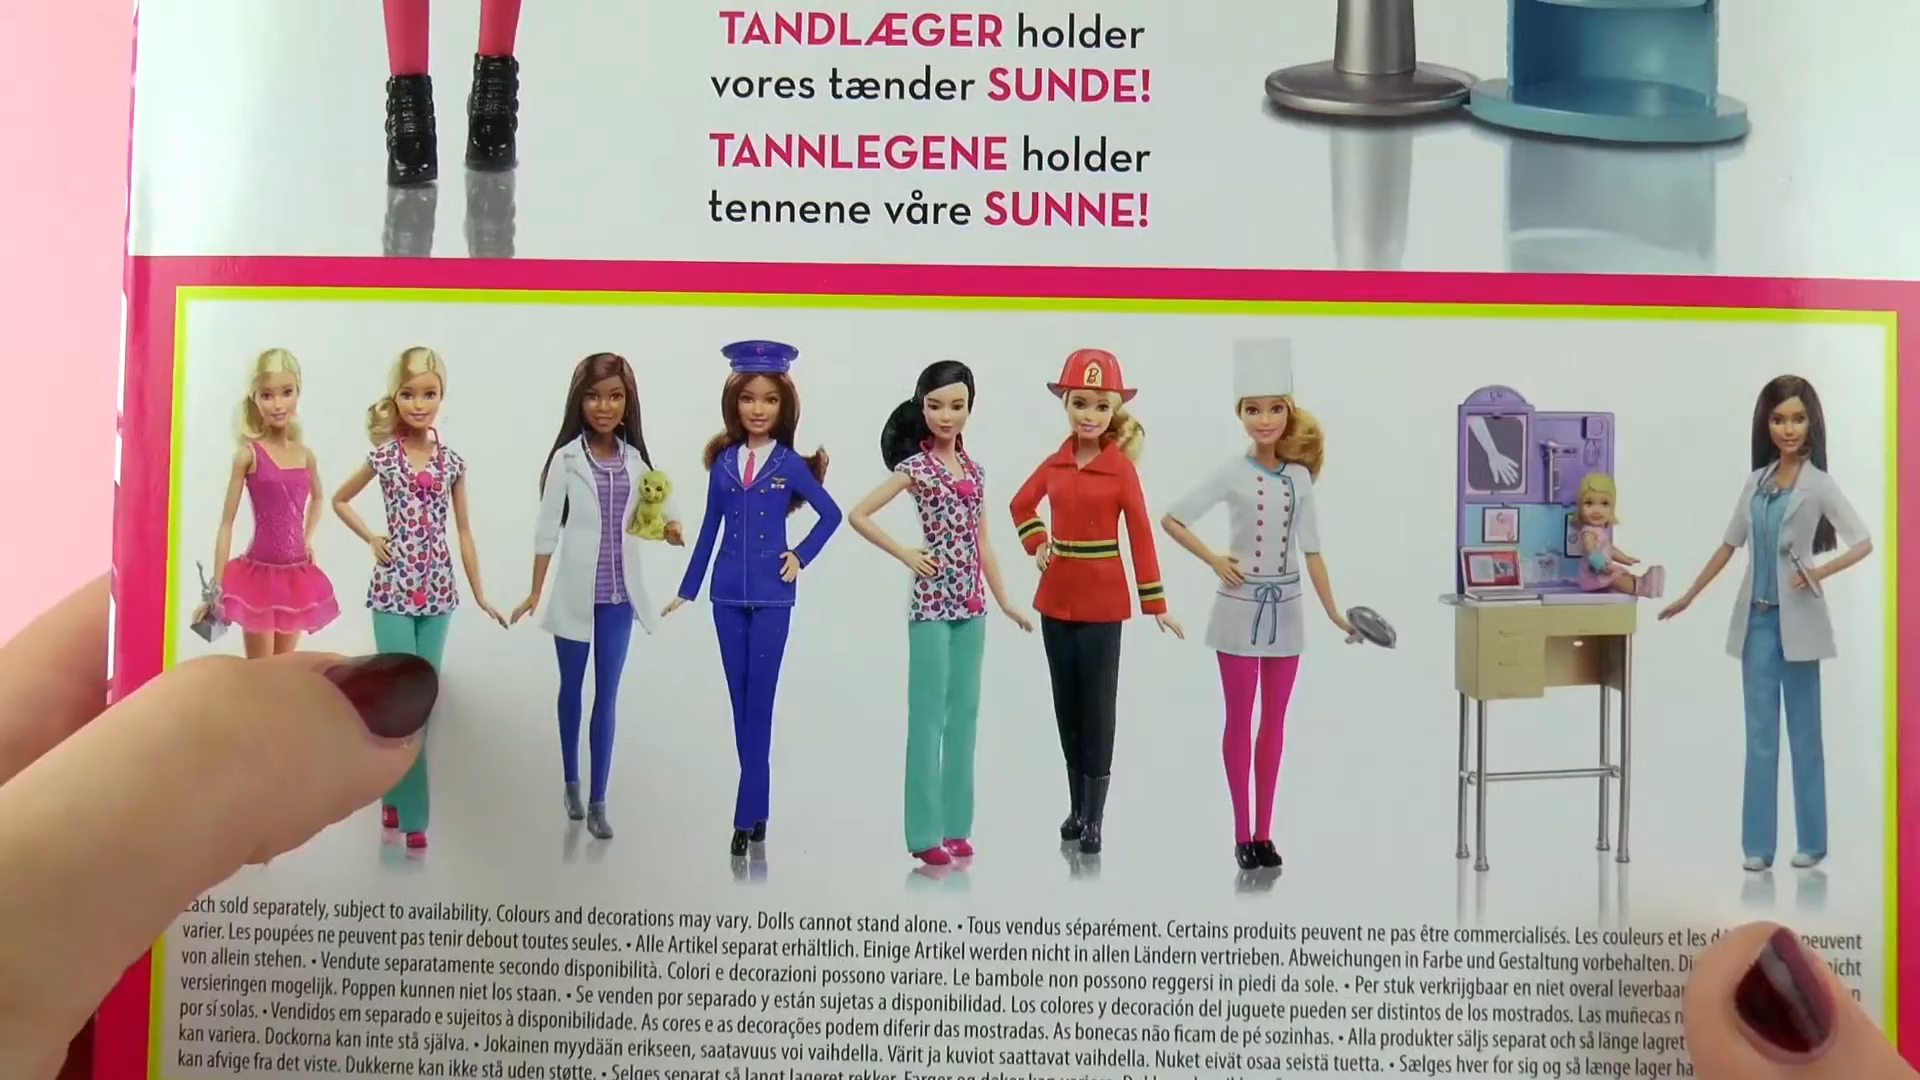 TANDLÆGER holder
vores tænder SUNDE!
TANNLEGENE holder
tennene våre SUNNE!
B
Each sold separately, subject to availability. Colours and decorations may vary. Dolls cannot stand alone. • Tous vendus séparément. Certains produits peuvent ne pas être commercialisés. Les couleurs et les peuvent
varier. Les poupées ne peuvent pas tenir debout toutes seules. • Alle Artikel separat erhältlich. Einige Artikel werden nicht in allen Ländern vertrieben. Abweichungen in Farbe und Gestaltung vorbehalten. nicht
von allein stehen. • Vendute separatamente secondo disponibilità. Colori e decorazioni possono variare. Le bambole non possono reggersi in piedi da sole. • Per stuk verkrijgbaar en niet overal leverbaar
versieringen mogelijk. Poppen kunnen niet los staan. • Se venden por separado y están sujetas a disponibilidad. Los colores y decoración del juguete pueden ser distintos de los mostrados. Las muñecas
por sí solas. • Vendidos em separado e sujeitos à disponibilidade. As cores e as decorações podem diferir das mostradas. As bonecas não ficam de pé sozinhas. • Alla produkter säljs separat och så länge lagret
kan variera. Dockorna kan inte stå själva. • Jokainen myydään erikseen, saatavuus voi vaihdella. Värit ja kuviot saattavat vaihdella. Nuket eivät osaa seistä tuetta. • Sælges hver for sig og så længe lager
kan afvige fra det viste. Dukkerne kan ikke stå uden støtte. • Selges separat så langt lageret rekker.